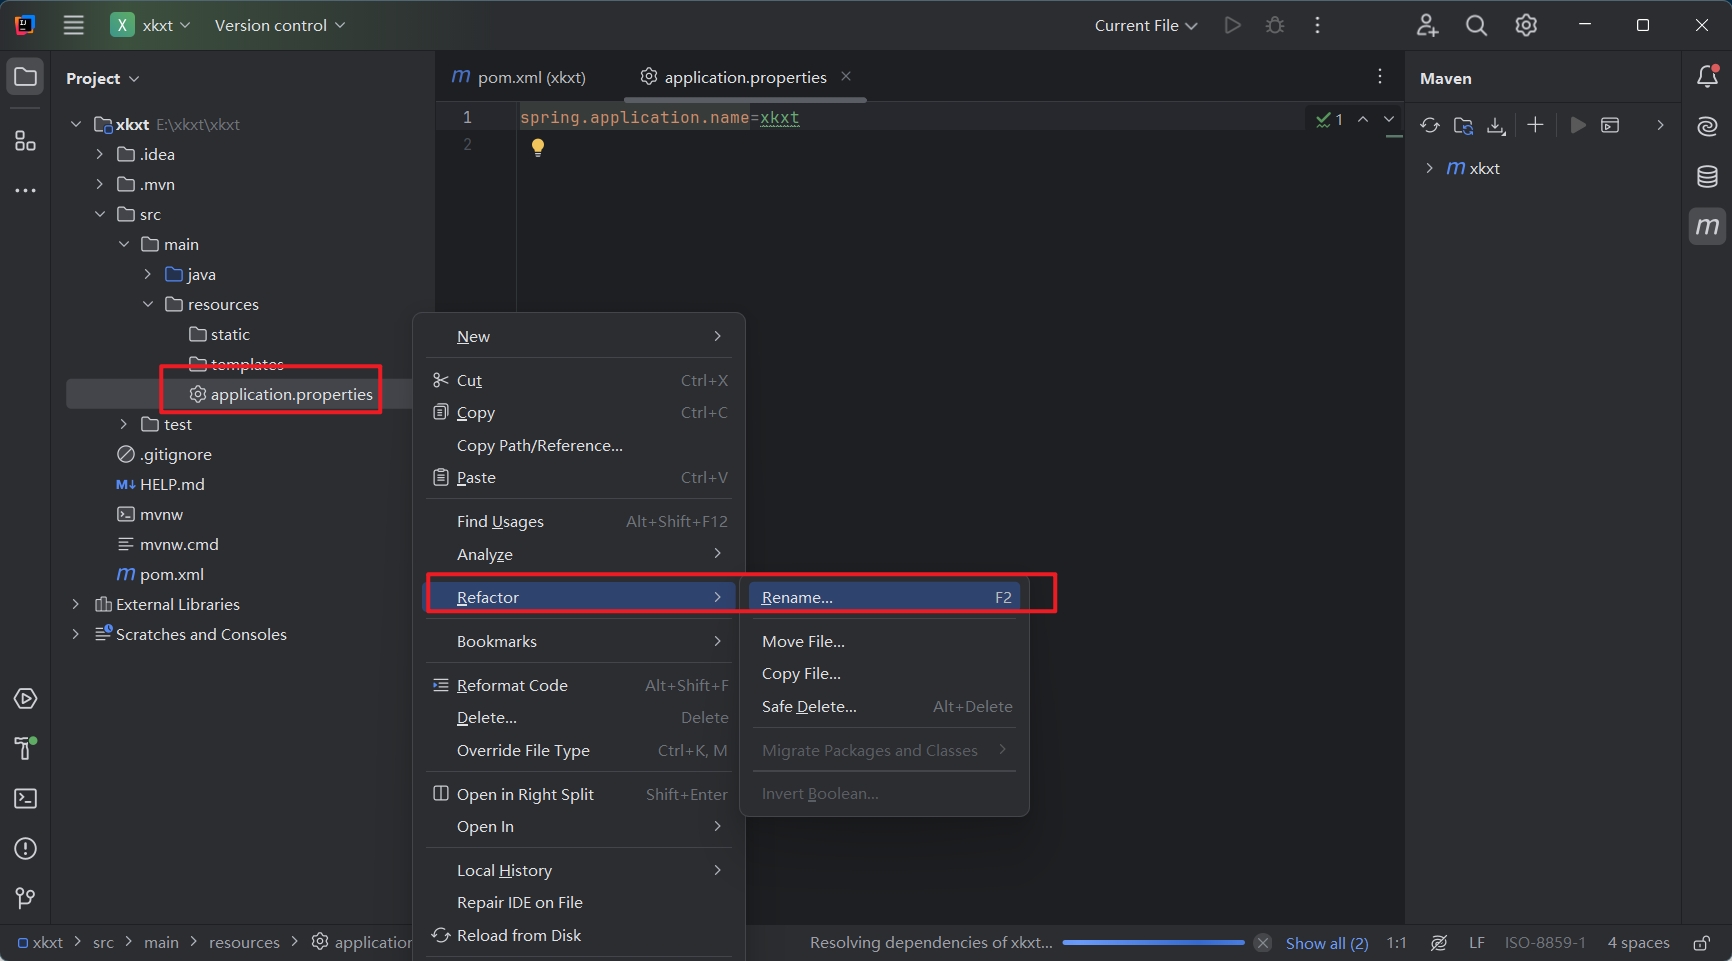 X xkxt Version control Current File
Project
pom.xml (xkxt) application.properties Maven
xkxt E:\xkxt\xkxt
.idea
.mvn
src
main
java
resources
static
templates
application.properties
test
.gitignore
M↓ HELP.md
mvnw
mvnw.cmd
m pom.xml
External Libraries
Scratches and Consoles
1 spring.application.name=xkxt
2
1
m xkxt
m
New
Cut Ctrl+X
Copy Ctrl+C
Copy Path/Reference...
Paste Ctrl+V
Find Usages Alt+Shift+F12
Analyze
Refactor
Bookmarks
Reformat Code Alt+Shift+F
Delete... Delete
Override File Type Ctrl+K, M
Open in Right Split Shift+Enter
Open In
Local History
Repair IDE on File
Reload from Disk
Rename... F2
Move File...
Copy File...
Safe Delete... Alt+Delete
Migrate Packages and Classes
Invert Boolean...
xkxt > src > main > resources > application
Resolving dependencies of xkxt... Show all (2) 1:1 LF ISO-8859-1 4 spaces